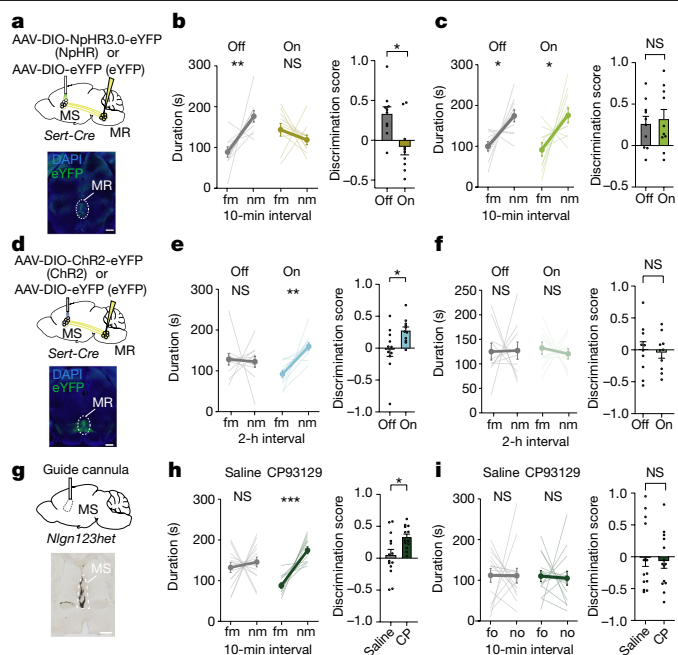 a
AAV-DIO-NpHR3.0-eYFP
(NpHR) or
AAV-DIO-eYFP (eYFP)
MS
Sert-Cre
MR
DAPI
eYFP
MR
b
Off
On
**
NS
Duration (s)
300
200
100
0
fm
nm
fm
nm
10-min interval
*
Discrimination score
1.0
0.5
0
−0.5
Off
On
c
Off
On
*
*
Duration (s)
300
200
100
0
fm
nm
fm
nm
10-min interval
NS
Discrimination score
1.0
0.5
0
−0.5
Off
On
d
AAV-DIO-ChR2-eYFP
(ChR2) or
AAV-DIO-eYFP (eYFP)
MS
Sert-Cre
MR
DAPI
eYFP
MR
e
Off
On
NS
**
Duration (s)
300
200
100
0
fm
nm
fm
nm
2-h interval
*
Discrimination score
1.0
0.5
0
−0.5
−1.0
Off
On
f
Off
On
NS
NS
Duration (s)
250
200
150
100
50
0
fm
nm
fm
nm
2-h interval
NS
Discrimination score
1.0
0.5
0
−0.5
−1.0
Off
On
g
Guide cannula
MS
Nlgn123het
MS
h
Saline CP93129
NS
***
Duration (s)
300
200
100
0
fm
nm
fm
nm
10-min interval
*
Discrimination score
1.0
0.5
0
−0.5
−1.0
Saline
CP
i
Saline CP93129
NS
NS
Duration (s)
300
200
100
0
fo
no
fo
no
10-min interval
NS
Discrimination score
1.0
0.5
0
−0.5
−1.0
Saline
CP